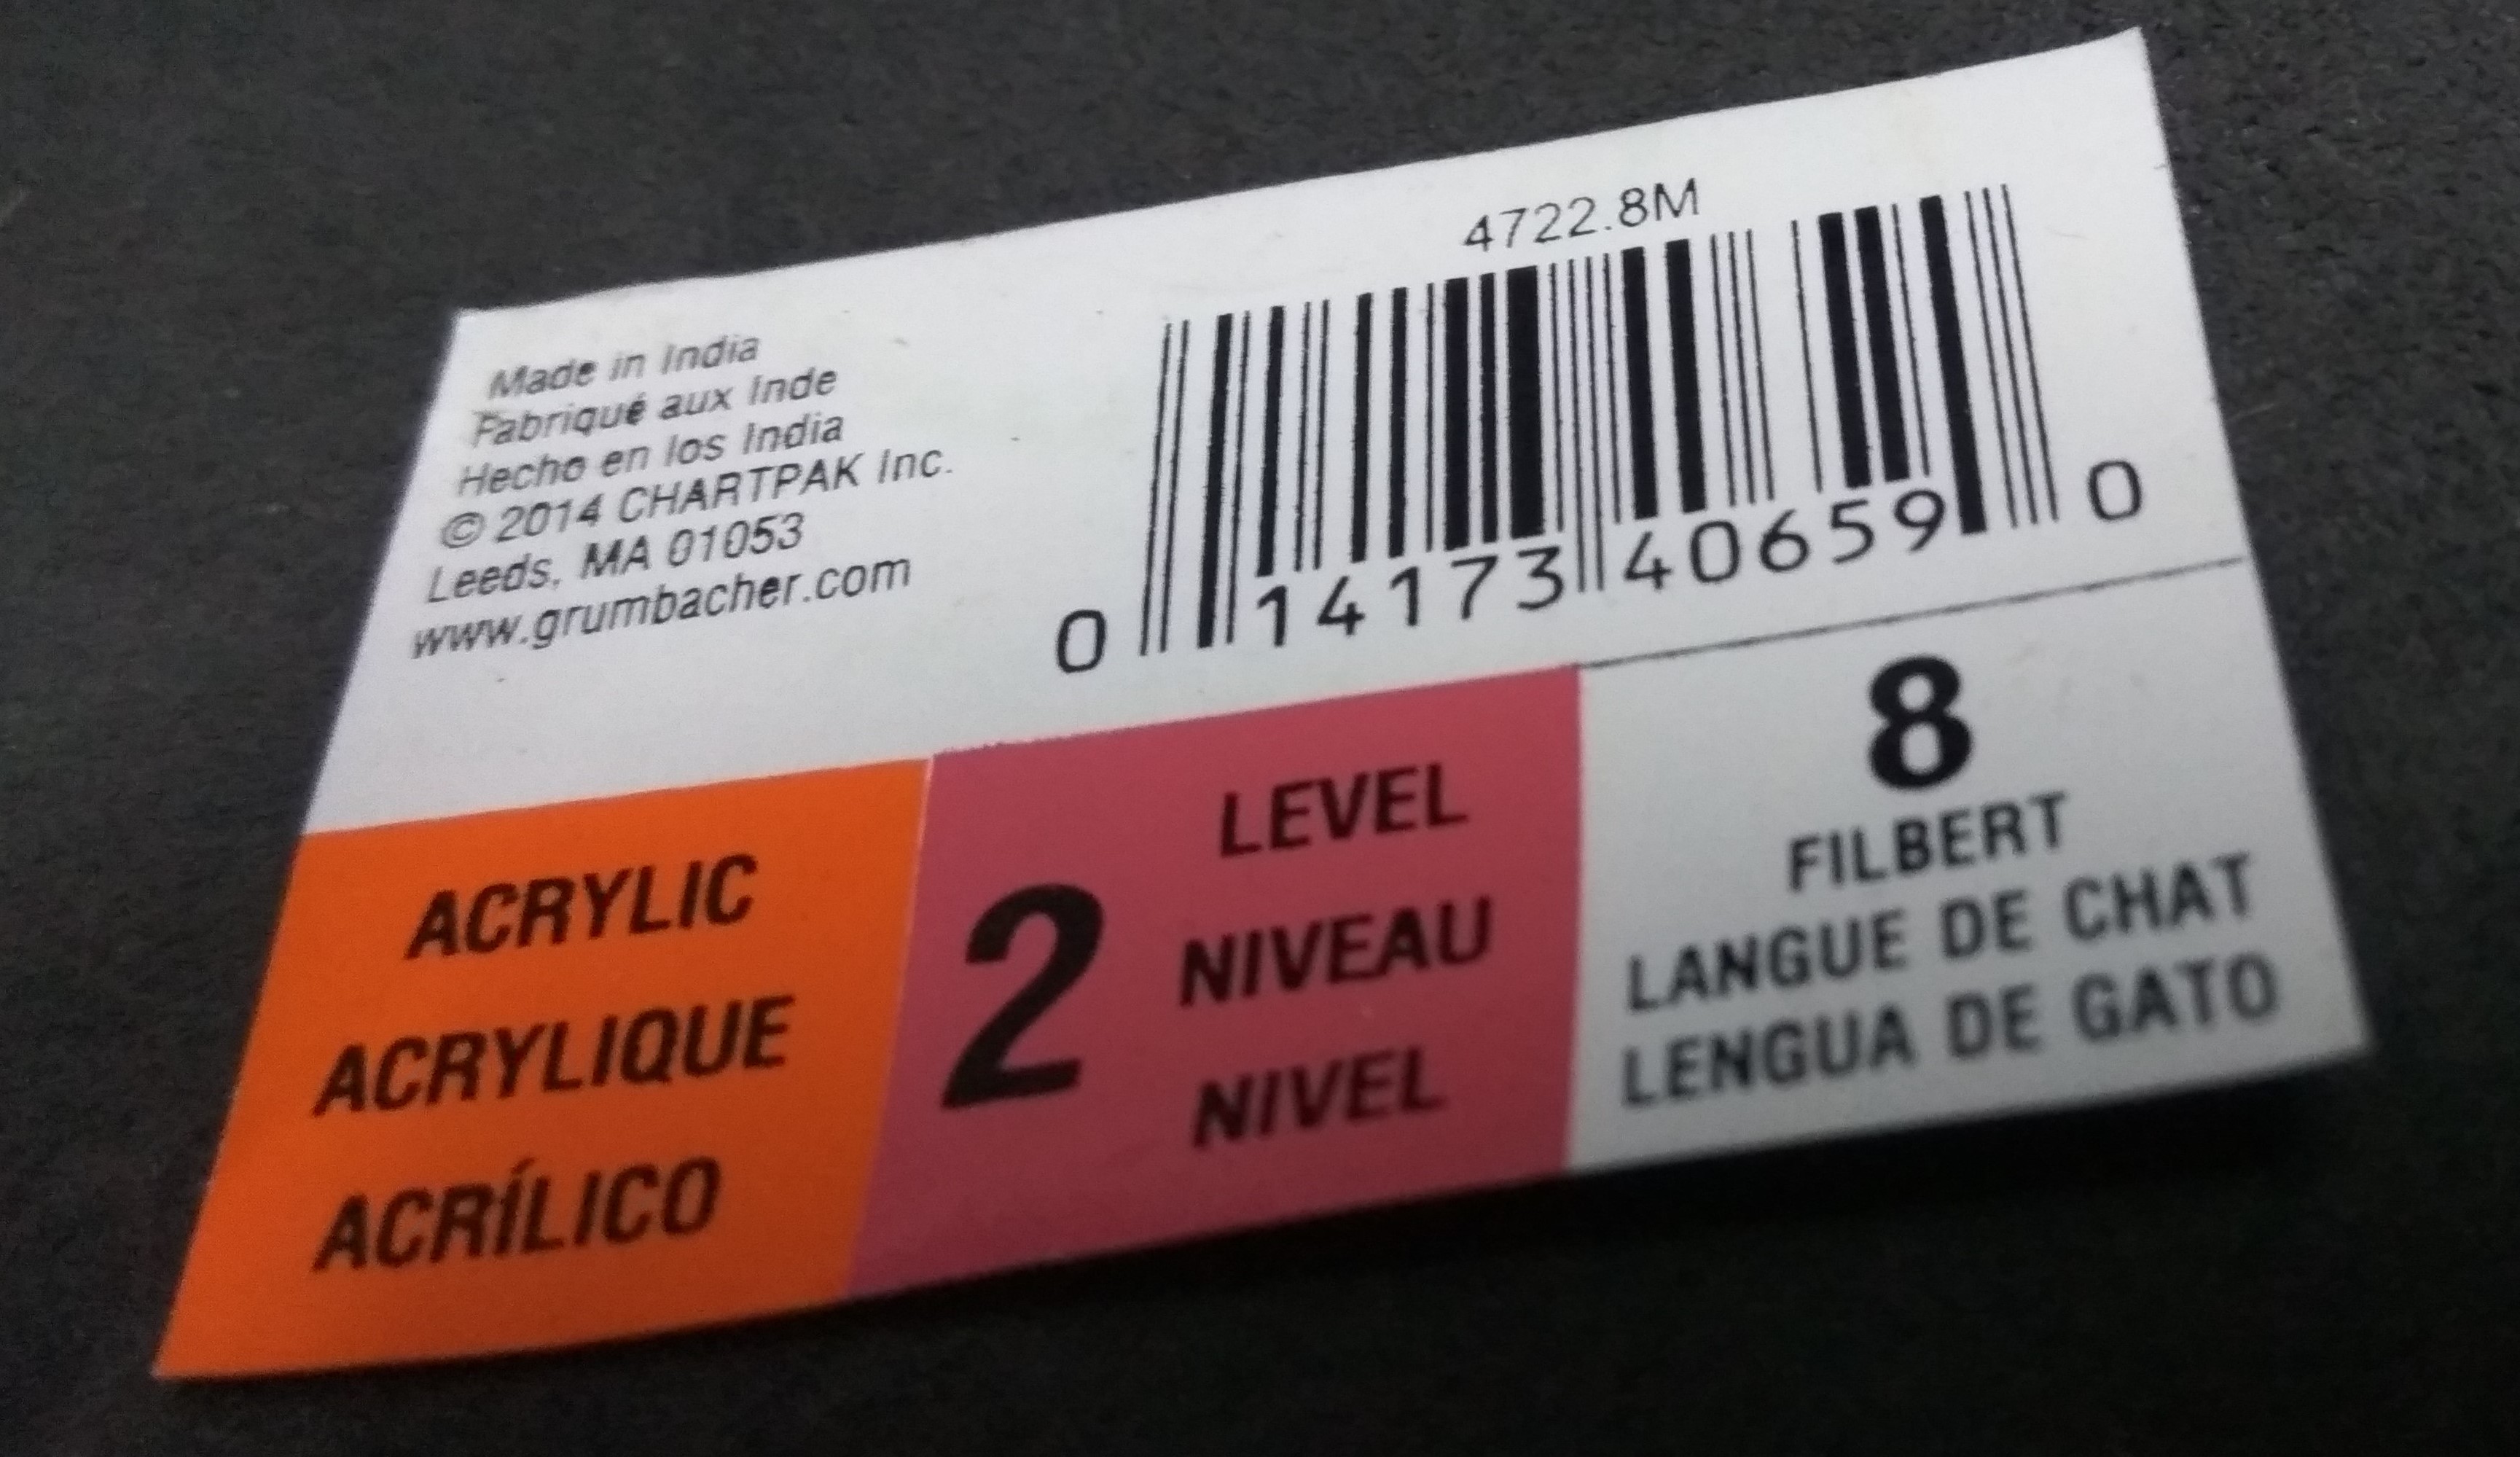 Made in India
Fabriqué aux Inde
Hecho en los India
© 2014 CHARTPAK Inc.
Leeds, MA 01053
www.grumbacher.com
4722.8M
0 14173 40659 0
ACRYLIC
ACRYLIQUE
ACRÍLICO
2
LEVEL
NIVEAU
NIVEL
8
FILBERT
LANGUE DE CHAT
LENGUA DE GATO